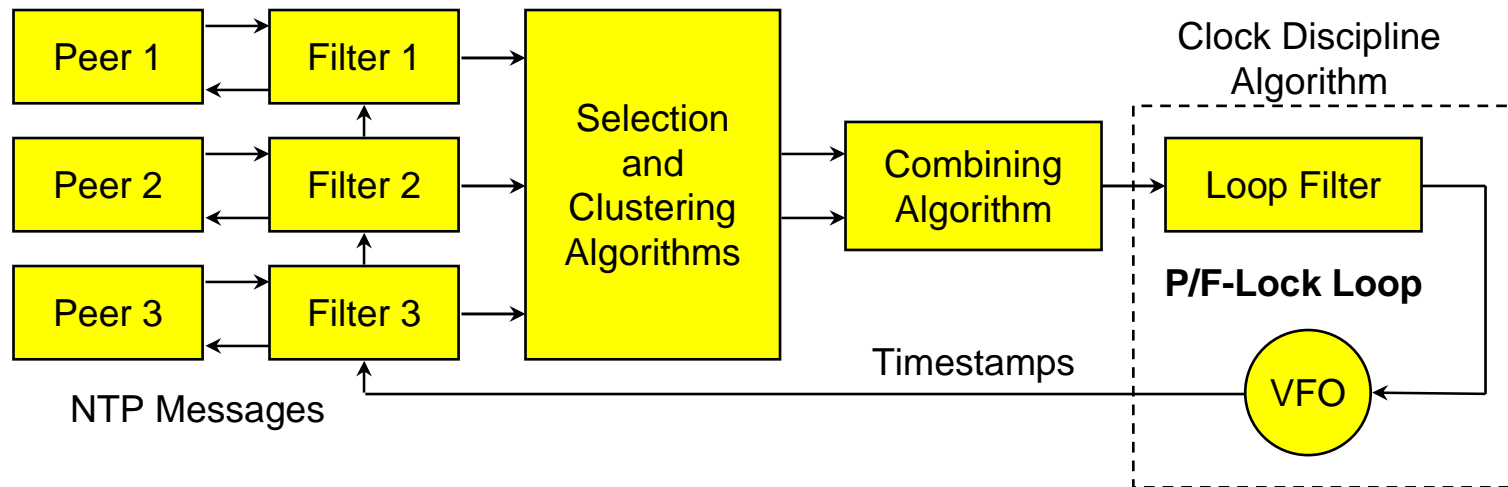 Peer 1
Filter 1
Peer 2
Filter 2
Peer 3
Filter 3
NTP Messages
Selection
and
Clustering
Algorithms
Combining
Algorithm
Clock Discipline
Algorithm
Loop Filter
P/F-Lock Loop
Timestamps
VFO